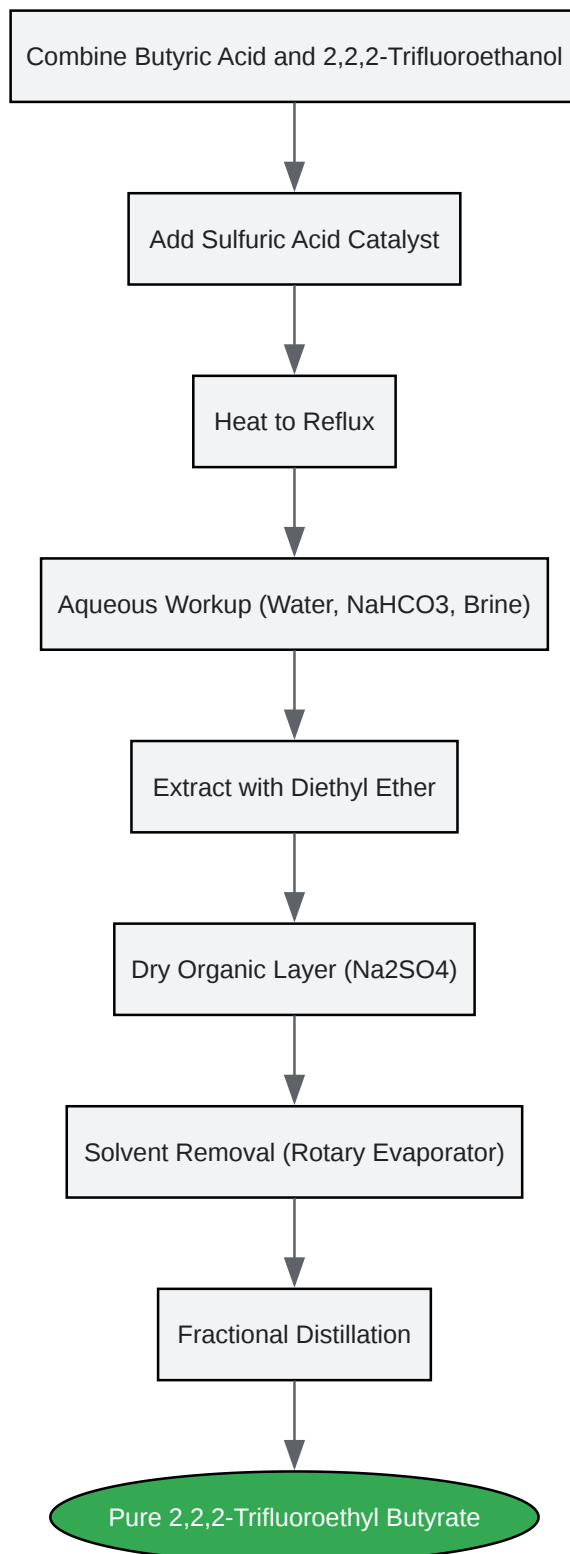 Combine Butyric Acid and 2,2,2-Trifluoroethanol
Add Sulfuric Acid Catalyst
Heat to Reflux
Aqueous Workup (Water, NaHCO3, Brine)
Extract with Diethyl Ether
Dry Organic Layer (Na2SO4)
Solvent Removal (Rotary Evaporator)
Fractional Distillation
Pure 2,2,2-Trifluoroethyl Butyrate